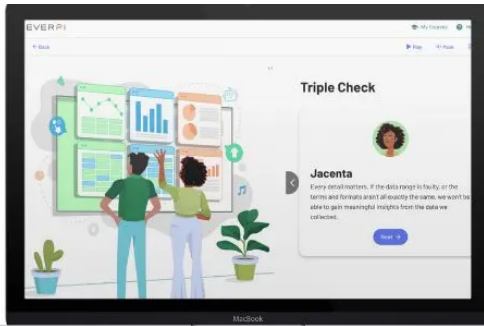 EVERFI
My Courses
Back
Play
Triple Check
Jacenta
Every detail matters. If the data range is faulty, or the
terms and formats aren't all exactly the same, we won't be
able to gain meaningful insights from the data we
collected.
Next
MacBook